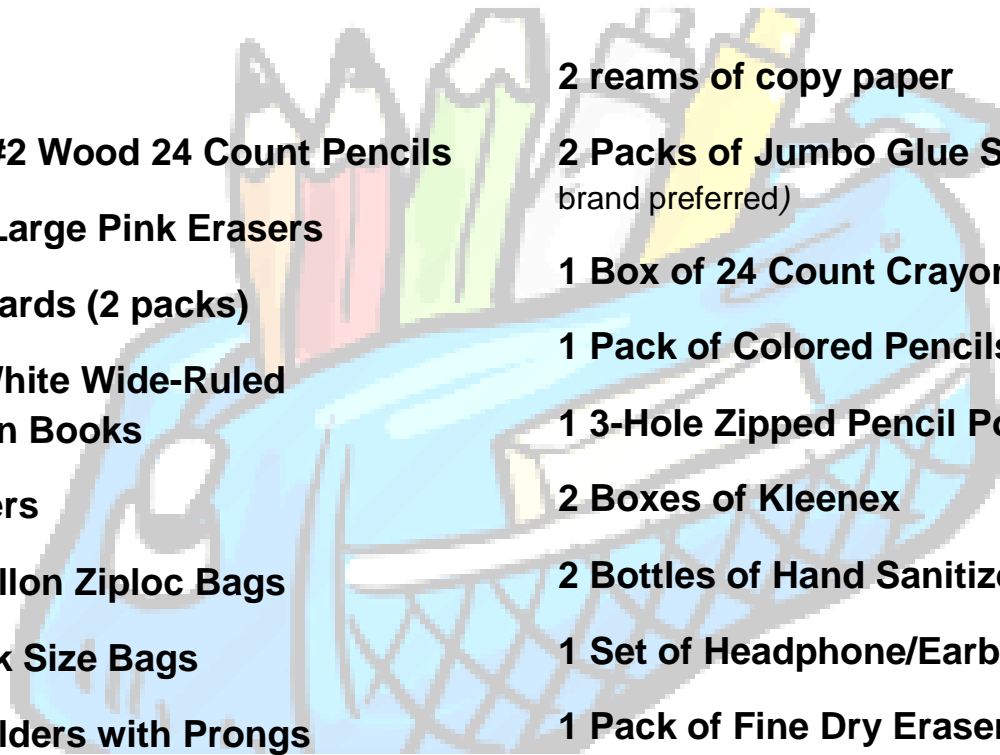 #2 Wood 24 Count Pencils
Large Pink Erasers
ards (2 packs)
White Wide-Ruled
n Books
ers
llon Ziploc Bags
k Size Bags
lders with Prongs
2 reams of copy paper
2 Packs of Jumbo Glue S
brand preferred)
1 Box of 24 Count Crayon
1 Pack of Colored Pencils
1 3-Hole Zipped Pencil Po
2 Boxes of Kleenex
2 Bottles of Hand Sanitize
1 Set of Headphone/Earb
1 Pack of Fine Dry Eraser